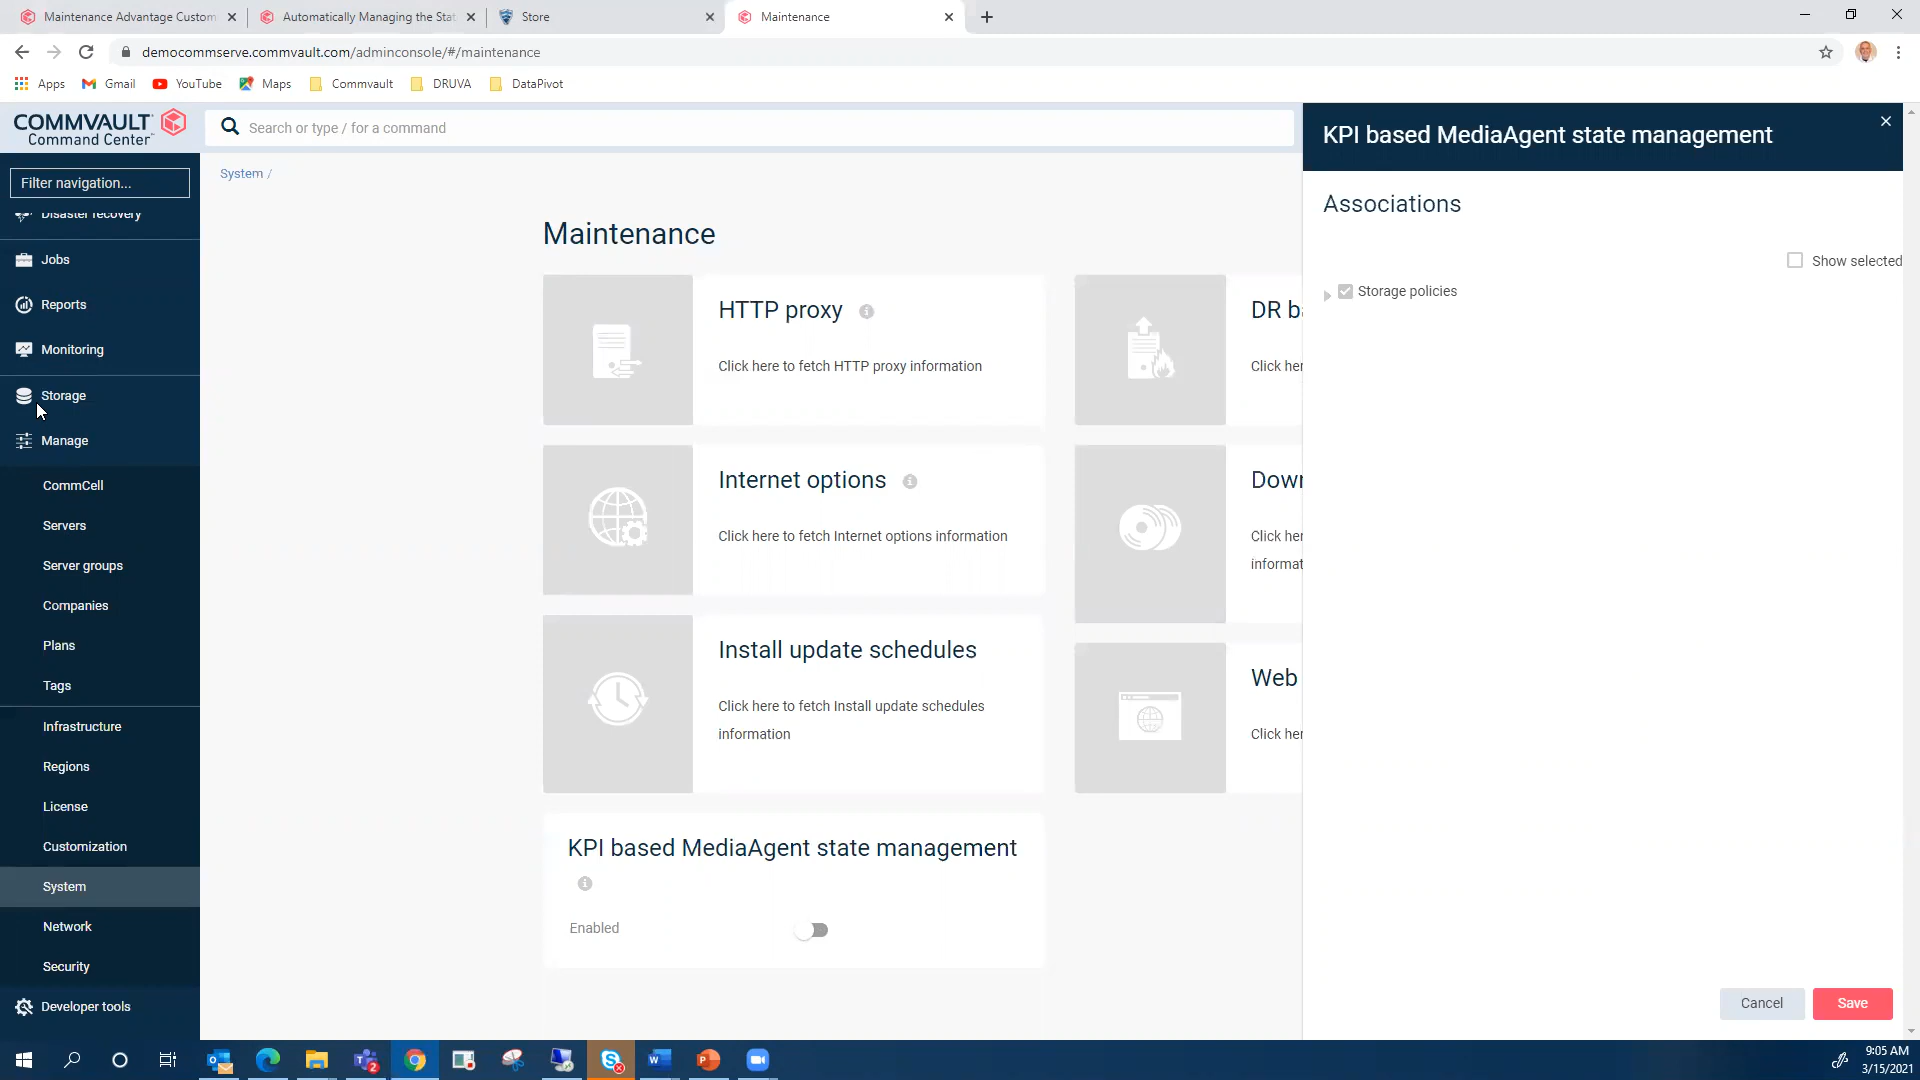 Maintenance Advantage Custom
Automatically Managing the Stat
Store
Maintenance
democommserve.commvault.com/adminconsole/#/maintenance
Apps
Gmail
YouTube
Maps
Commvault
DRUVA
DataPivot
COMMVAULT
Command Center™
Search or type / for a command
Filter navigation...
Disaster recovery
Jobs
Reports
Monitoring
Storage
Manage
CommCell
Servers
Server groups
Companies
Plans
Tags
Infrastructure
Regions
License
Customization
System
Network
Security
Developer tools
System /
Maintenance
HTTP proxy
Click here to fetch HTTP proxy information
Internet options
Click here to fetch Internet options information
Install update schedules
Click here to fetch Install update schedules
information
KPI based MediaAgent state management
Enabled
DR ba
Click her
Down
Click her
informat
Web
Click her
KPI based MediaAgent state management
Associations
Show selected
Storage policies
Cancel
Save
2
9:05 AM
3/15/2021